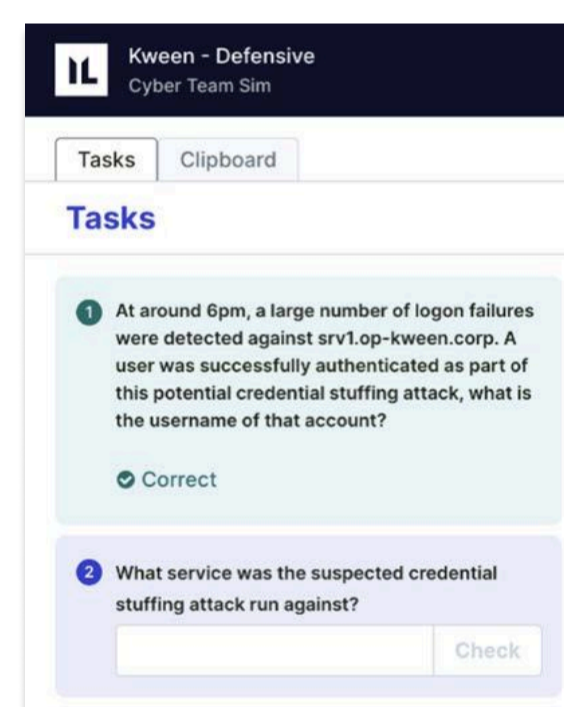 IL
Kween - Defensive
Cyber Team Sim
Tasks
Clipboard
Tasks
1
At around 6pm, a large number of logon failures
were detected against srv1.op-kween.corp. A
user was successfully authenticated as part of
this potential credential stuffing attack, what is
the username of that account?
Correct
2
What service was the suspected credential
stuffing attack run against?
Check